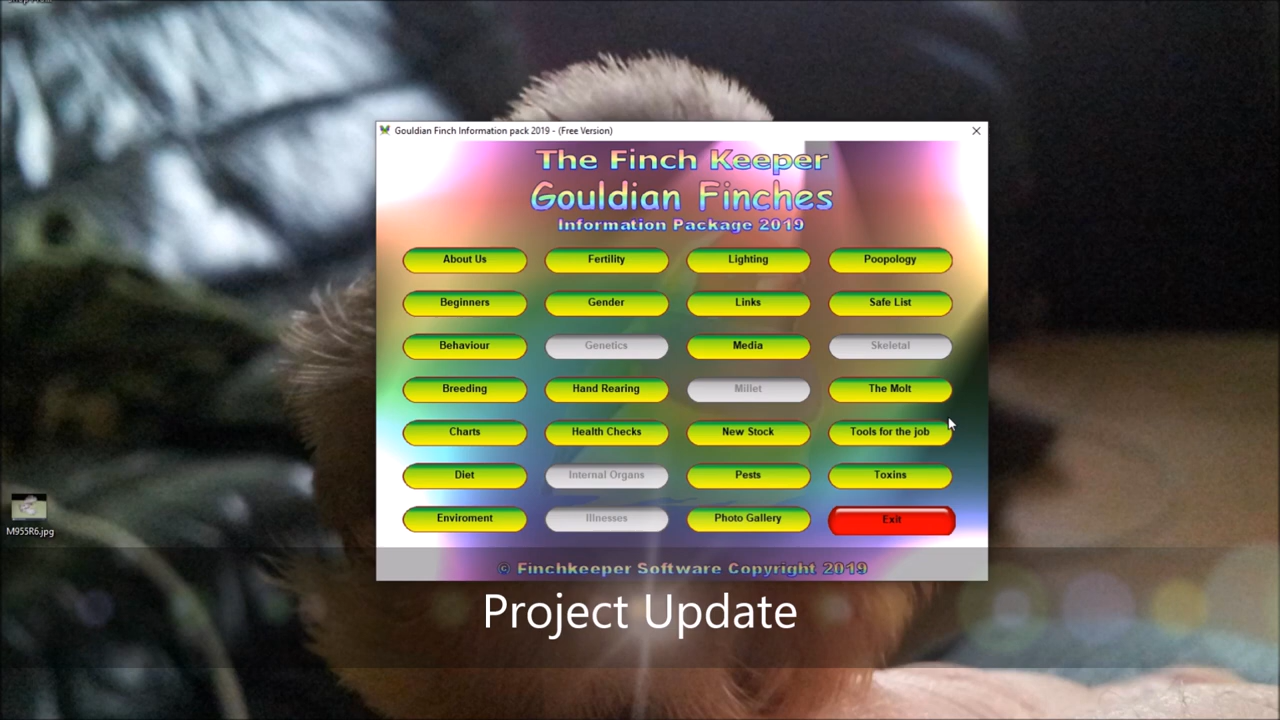 Gouldian Finch Information pack 2019 - (Free Version)
The Finch Keeper
Gouldian Finches
Information Package 2019
About Us Fertility Lighting Poopology
Beginners Gender Links Safe List
Behaviour Genetics Media Skeletal
Breeding Hand Rearing Millet The Molt
Charts Health Checks New Stock Tools for the job
Diet Internal Organs Pests Toxins
Enviroment Illnesses Photo Gallery Exit
M955R6.jpg
© Finchkeeper Software Copyright 2019
Project Update